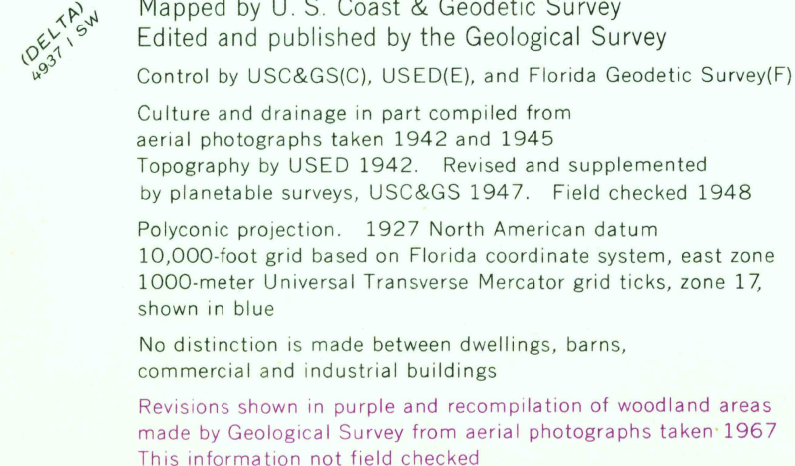 (DELTA)
4937 I SW
Mapped by U. S. Coast & Geodetic Survey
Edited and published by the Geological Survey
Control by USC&GS(C), USED(E), and Florida Geodetic Survey(F)
Culture and drainage in part compiled from
aerial photographs taken 1942 and 1945
Topography by USED 1942. Revised and supplemented
by planetable surveys, USC&GS 1947. Field checked 1948
Polyconic projection. 1927 North American datum
10,000-foot grid based on Florida coordinate system, east zone
1000-meter Universal Transverse Mercator grid ticks, zone 17,
shown in blue
No distinction is made between dwellings, barns,
commercial and industrial buildings
Revisions shown in purple and recompilation of woodland areas
made by Geological Survey from aerial photographs taken 1967
This information not field checked